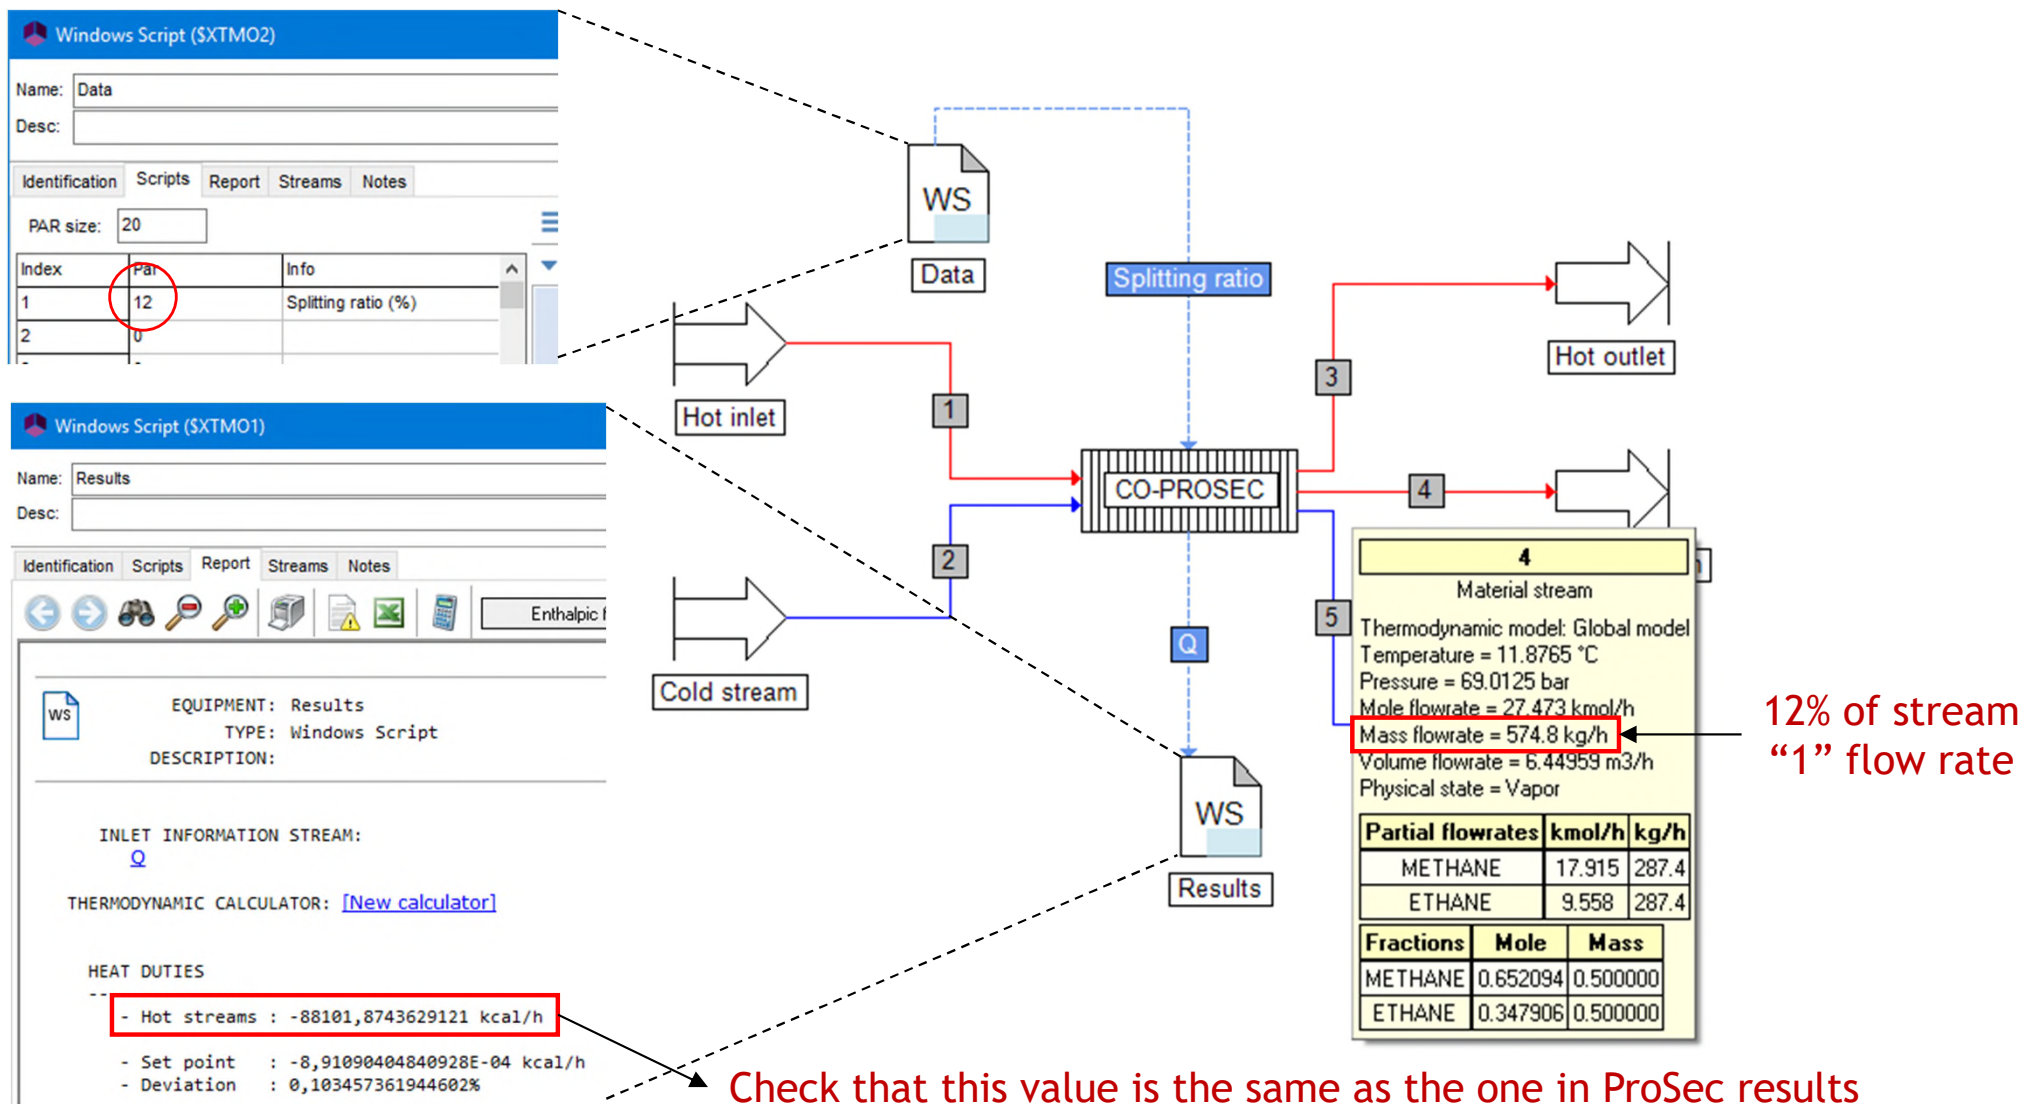 Windows Script ($XTMO2)
Name: Data
Desc:
Identification Scripts Report Streams Notes
PAR size: 20
Index Par Info
1 12 Splitting ratio (%)
2 0
Windows Script ($XTMO1)
Name: Results
Desc:
Identification Scripts Report Streams Notes
Enthalpic
WS
EQUIPMENT: Results
TYPE: Windows Script
DESCRIPTION:
INLET INFORMATION STREAM:
Q
THERMODYNAMIC CALCULATOR: [New calculator]
HEAT DUTIES
--
- Hot streams : -88101,8743629121 kcal/h
- Set point : -8,91090404840928E-04 kcal/h
- Deviation : 0,103457361944602%
WS
Data
Splitting ratio
Hot inlet
1
2
Cold stream
CO-PROSEC
3
Hot outlet
4
5
Q
WS
Results
4
Material stream
Thermodynamic model: Global model
Temperature = 11.8765 °C
Pressure = 69.0125 bar
Mole flowrate = 27.473 kmol/h
Mass flowrate = 574.8 kg/h
Volume flowrate = 6.44959 m3/h
Physical state = Vapor
Partial flowrates kmol/h kg/h
METHANE 17.915 287.4
ETHANE 9.558 287.4
Fractions Mole Mass
METHANE 0.652094 0.500000
ETHANE 0.347906 0.500000
12% of stream
“1” flow rate
Check that this value is the same as the one in ProSec results